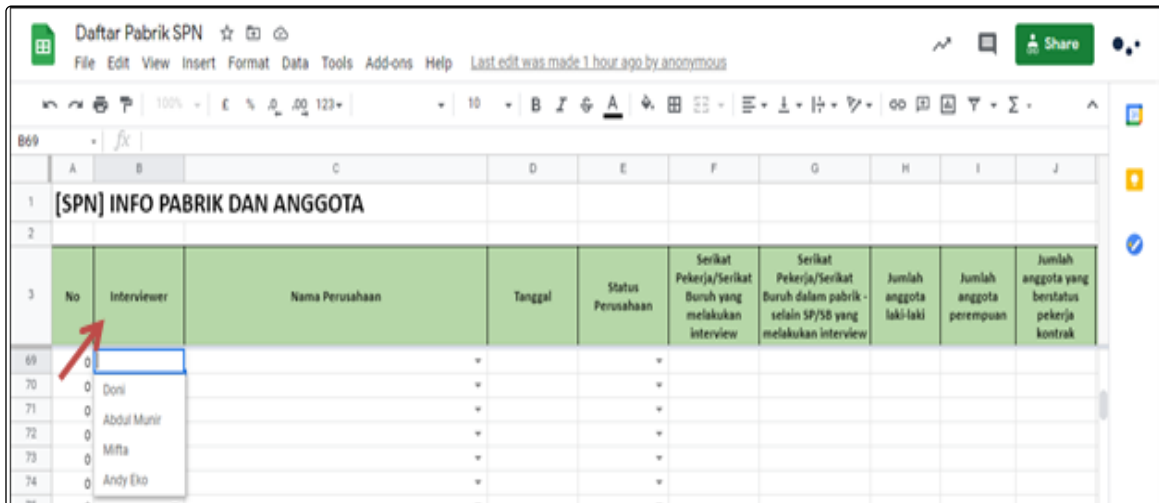 Daftar Pabrik SPN
File Edit View Insert Format Data Tools Add-ons Help Last edit was made 1 hour ago by anonymous
Share
100% £ % .0 .00 123 10 B I S A
B69 fx
A B C D E F G H I J
1 [SPN] INFO PABRIK DAN ANGGOTA
2
3
No
Interviewer
Nama Perusahaan
Tanggal
Status
Perusahaan
Serikat
Pekerja/Serikat
Buruh yang
melakukan
interview
Serikat
Pekerja/Serikat
Buruh dalam pabrik -
selain SP/SB yang
melakukan interview
Jumlah
anggota
laki-laki
Jumlah
anggota
perempuan
Jumlah
anggota yang
berstatus
pekerja
kontrak
69 0
70 0 Doni
71 0
Abdul Munir
72 0
Mifta
73 0
74 0 Andy Eko